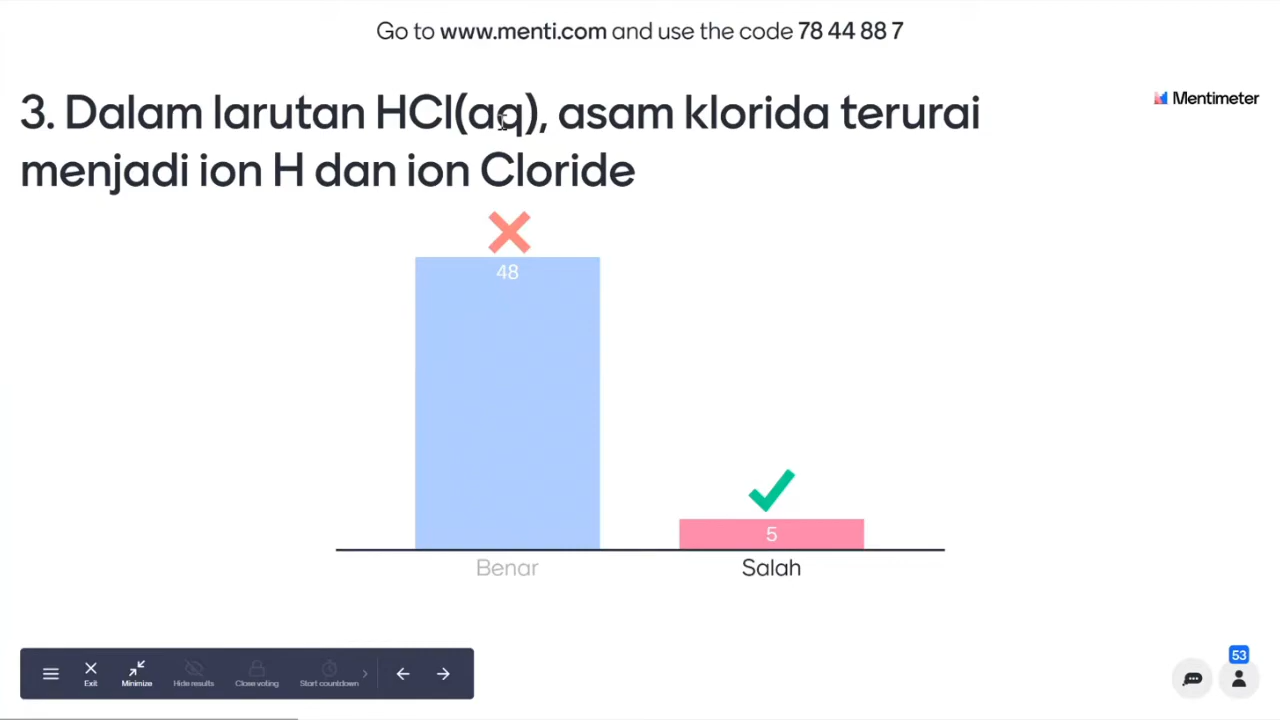 Go to www.menti.com and use the code 78 44 88 7
Mentimeter
3. Dalam larutan HCl(aq), asam klorida terurai
menjadi ion H dan ion Cloride
48
5
Benar
Salah
53
Exit
Minimize
Hide results
Close voting
Start countdown